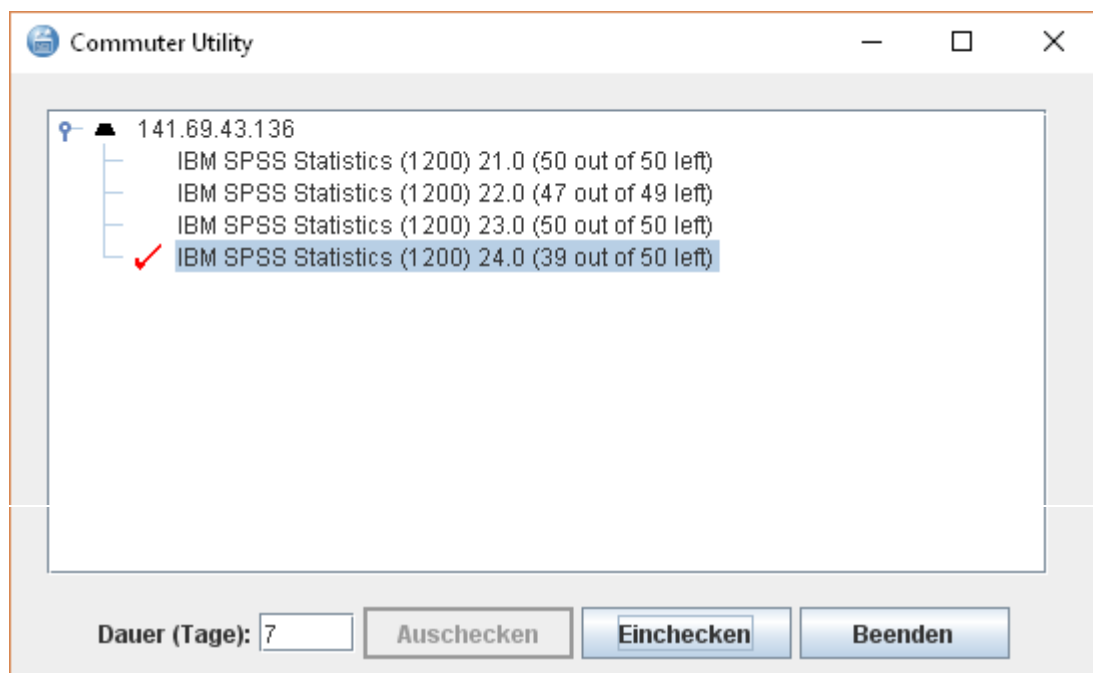 Commuter Utility
141.69.43.136
IBM SPSS Statistics (1200) 21.0 (50 out of 50 left)
IBM SPSS Statistics (1200) 22.0 (47 out of 49 left)
IBM SPSS Statistics (1200) 23.0 (50 out of 50 left)
IBM SPSS Statistics (1200) 24.0 (39 out of 50 left)
Dauer (Tage): 7 Auschecken Einchecken Beenden